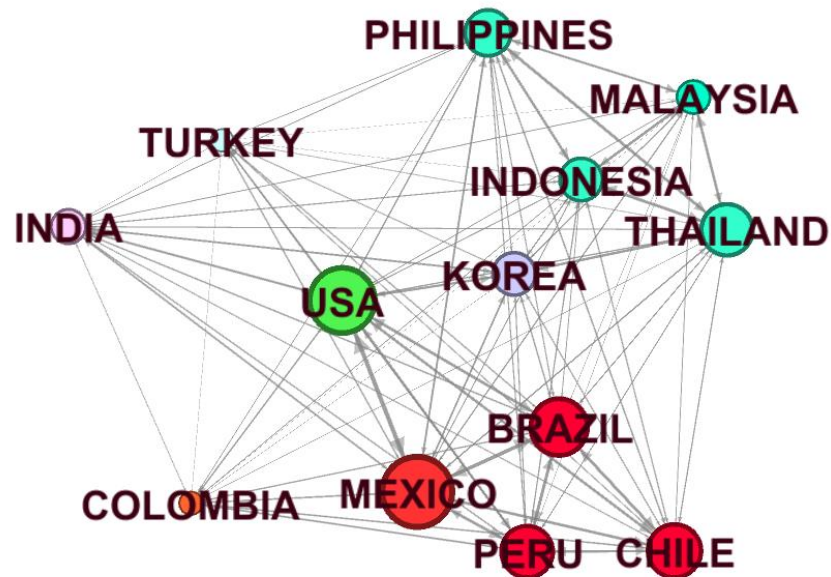 PHILIPPINES
MALAYSIA
TURKEY
INDONESIA
INDIA
THAILAND
KOREA
USA
BRAZIL
MEXICO
COLOMBIA
PERU
CHILE